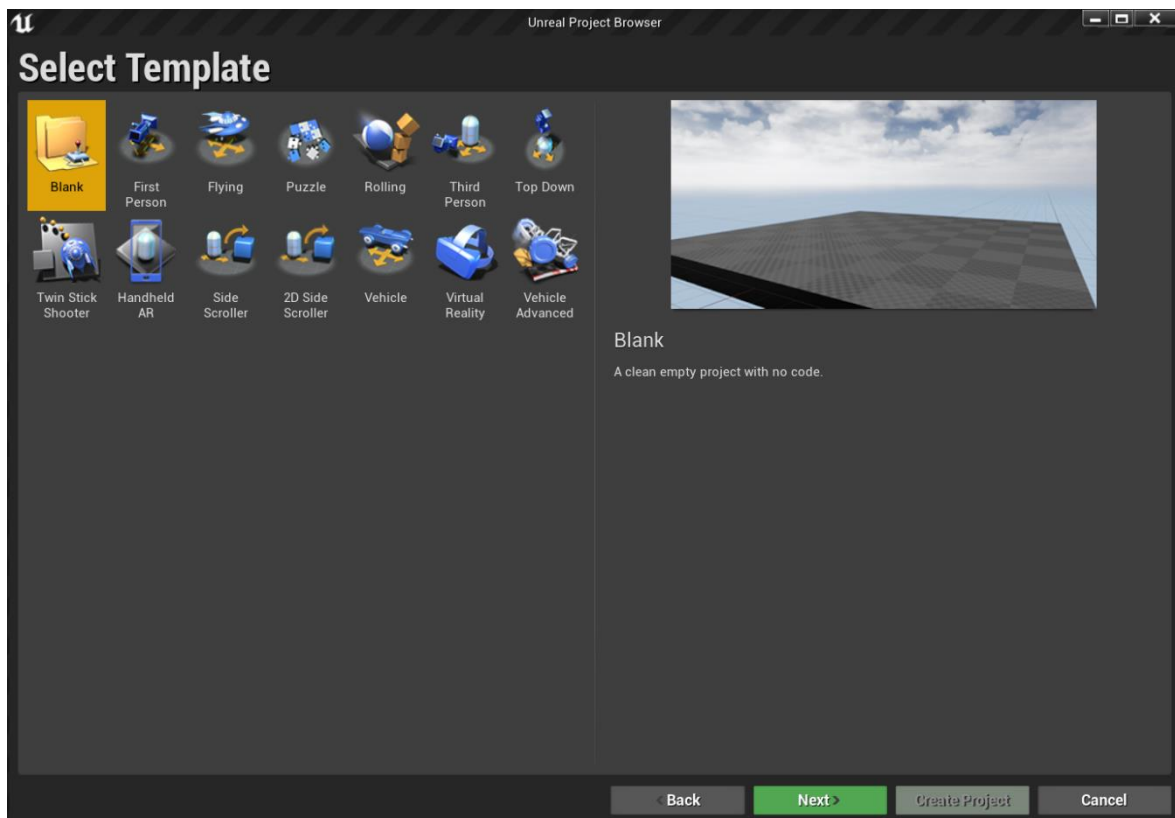 Unreal Project Browser
Select Template
Blank
First
Person
Flying
Puzzle
Rolling
Third
Person
Top Down
Twin Stick
Shooter
Handheld
AR
Side
Scroller
2D Side
Scroller
Vehicle
Virtual
Reality
Vehicle
Advanced
Blank
A clean empty project with no code.
< Back
Next >
Create Project
Cancel